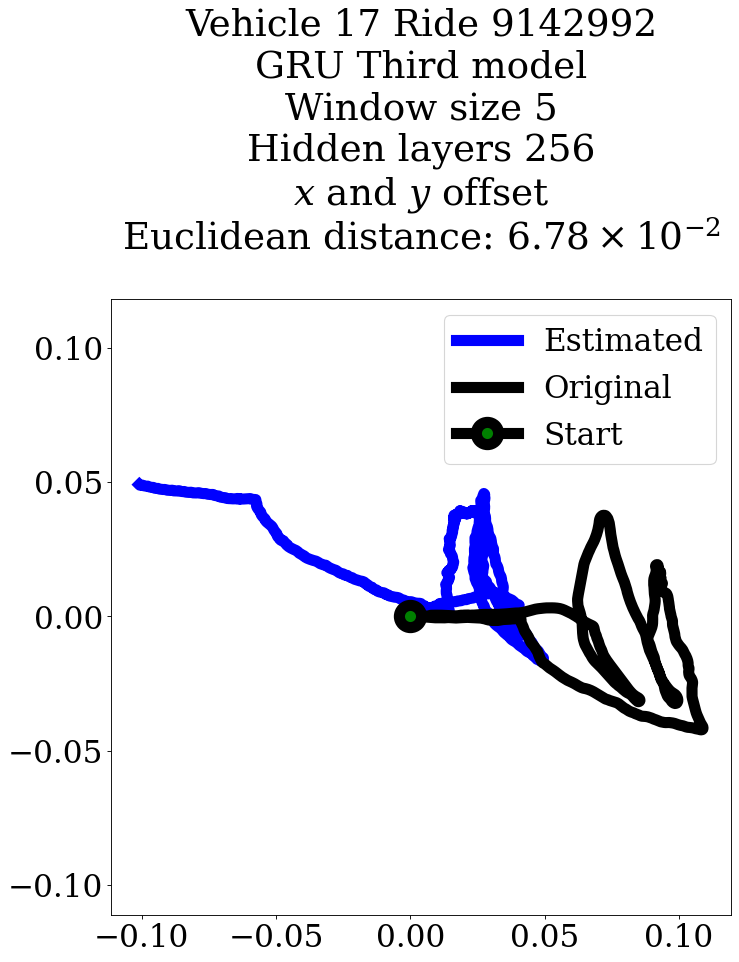 Vehicle 17 Ride 9142992
GRU Third model
Window size 5
Hidden layers 256
x and y offset
Euclidean distance: 6.78 × 10⁻²
Estimated
Original
Start
0.10
0.05
0.00
−0.05
−0.10
−0.10 −0.05 0.00 0.05 0.10